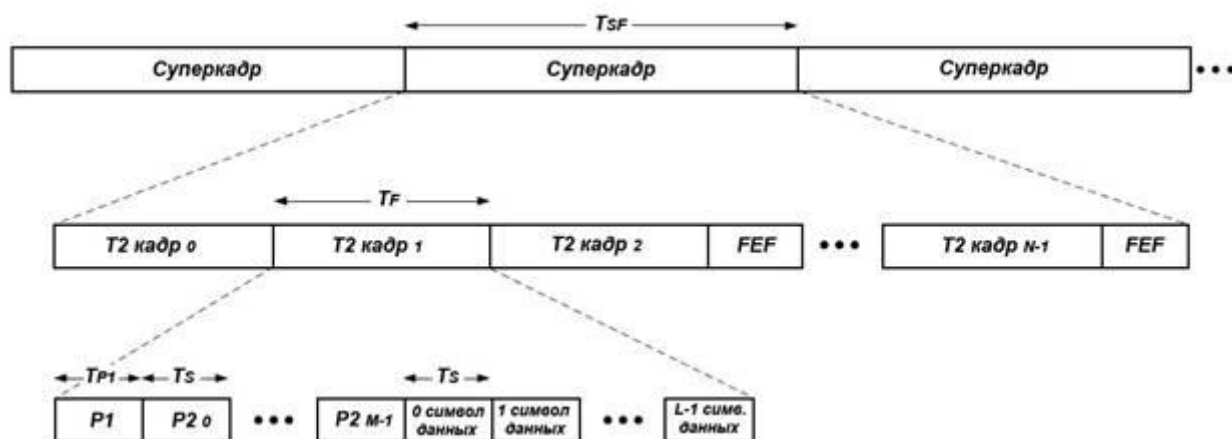 TSF
Суперкадр Суперкадр Суперкадр •••
TF
T2 кадр 0 T2 кадр 1 T2 кадр 2 FEF ••• T2 кадр N-1 FEF
TP1 TS TS
P1 P2 0 ••• P2 M-1 0 символ данных 1 символ данных ••• L-1 симв. данных